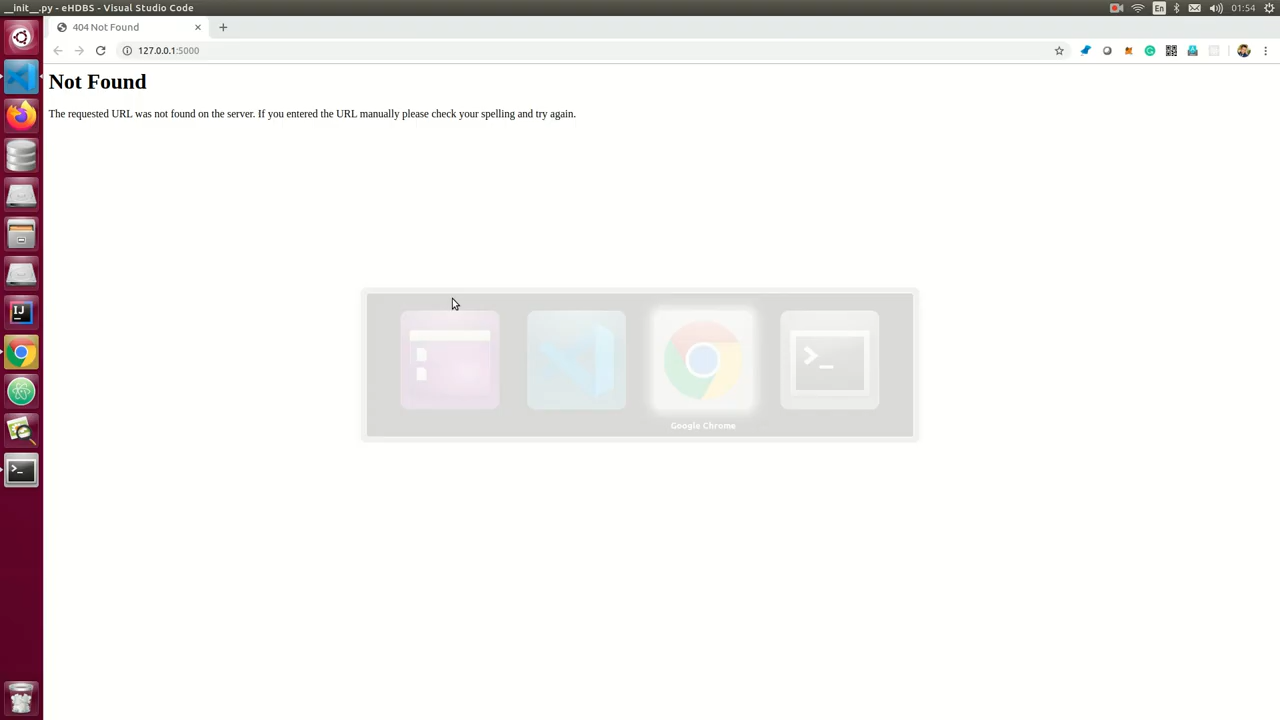 __init__.py - eHDBS - Visual Studio Code
En
01:54
404 Not Found
127.0.0.1:5000
Not Found
The requested URL was not found on the server. If you entered the URL manually please check your spelling and try again.
IJ
>_
Google Chrome
>_